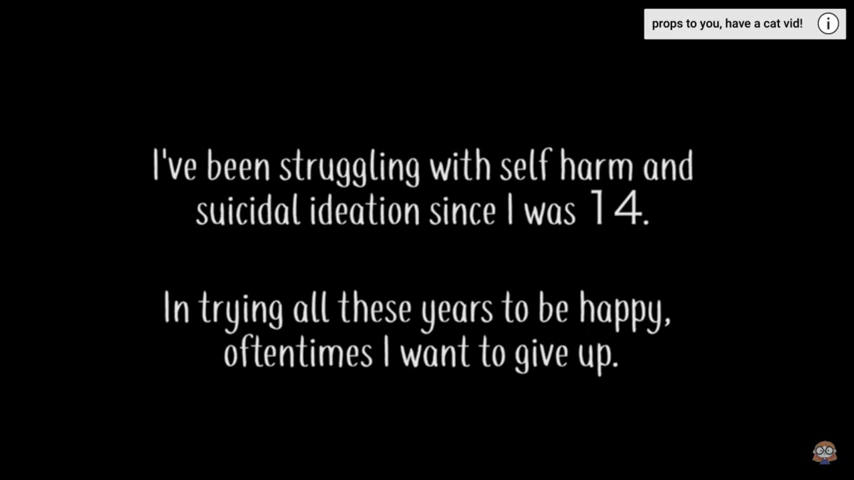 props to you, have a cat vid!
I've been struggling with self harm and
suicidal ideation since I was 14.
In trying all these years to be happy,
oftentimes I want to give up.